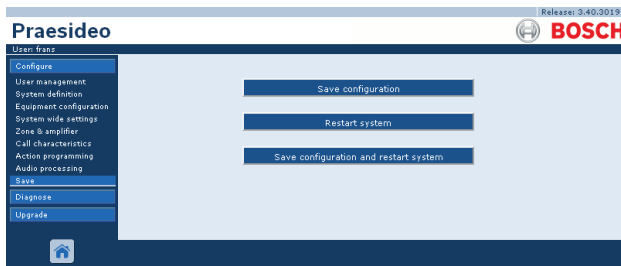 Release: 3.40.3019
Praesideo
BOSCH
User: frans
Configure
User management
System definition
Equipment configuration
System wide settings
Zone & amplifier
Call characteristics
Action programming
Audio processing
Save
Diagnose
Upgrade
Save configuration
Restart system
Save configuration and restart system